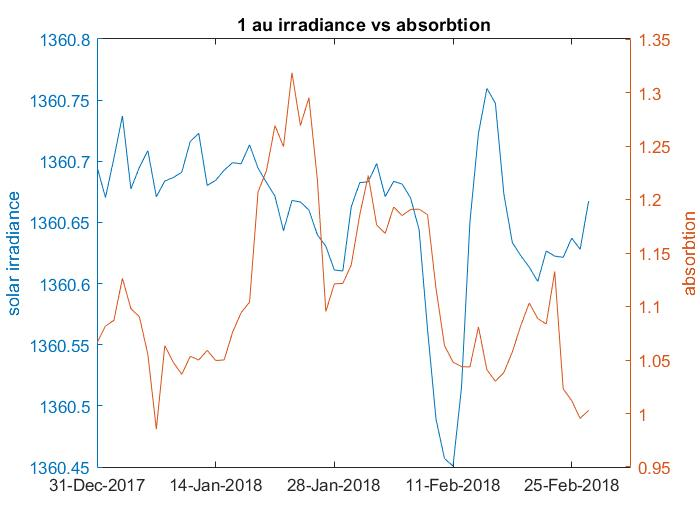 1 au irradiance vs absorbtion
1360.8
1360.75
1360.7
1360.65
1360.6
1360.55
1360.5
1360.45
solar irradiance
1.35
1.3
1.25
1.2
1.15
1.1
1.05
1
0.95
absorbtion
31-Dec-2017
14-Jan-2018
28-Jan-2018
11-Feb-2018
25-Feb-2018